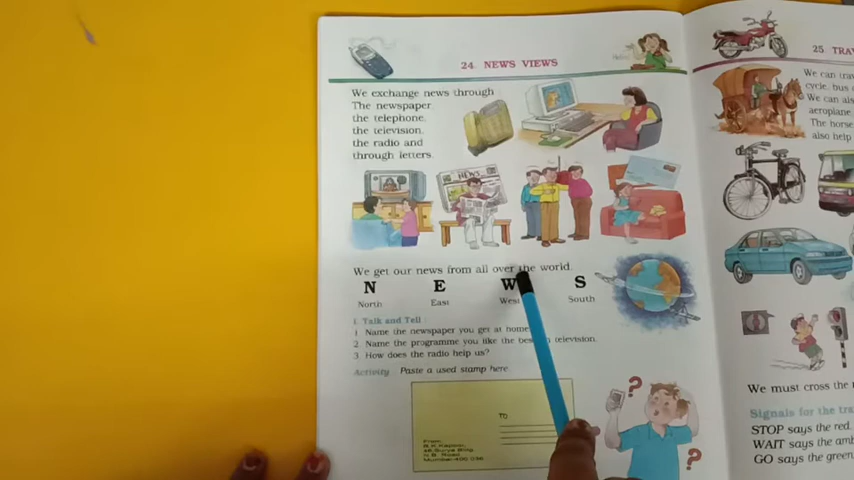 24. NEWS VIEWS
We exchange news through
The newspaper,
the telephone,
the television,
the radio and
through letters.
NEWS
We get our news from all over the world.
N E W S
North East West South
1. Talk and Tell
1 Name the newspaper you get at home
2. Name the programme you like the best television.
3. How does the radio help us?
Activity Paste a used stamp here
TO
From
Mumbai-400 036
25. TRA
We can tra
cycle, bus
We can als
aeroplane
The horse
also help
We must cross the
Signals for the tra
STOP says the red.
WAIT says the amb
GO says the green